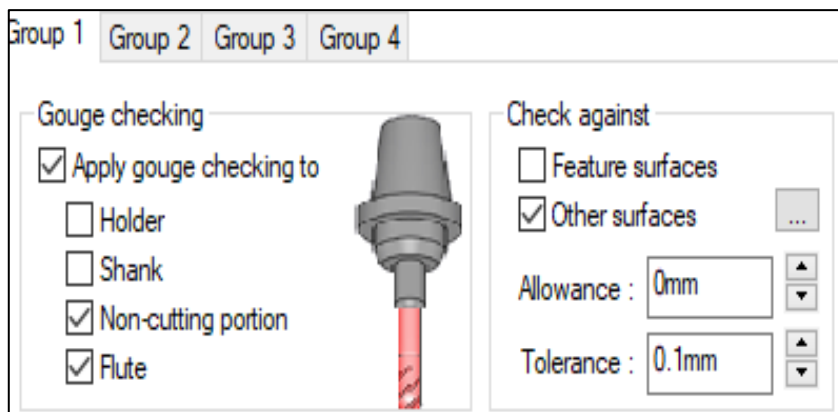 Group 1 Group 2 Group 3 Group 4
Gouge checking
Apply gouge checking to
Holder
Shank
Non-cutting portion
Flute
Check against
Feature surfaces
Other surfaces ...
Allowance : 0mm
Tolerance : 0.1mm